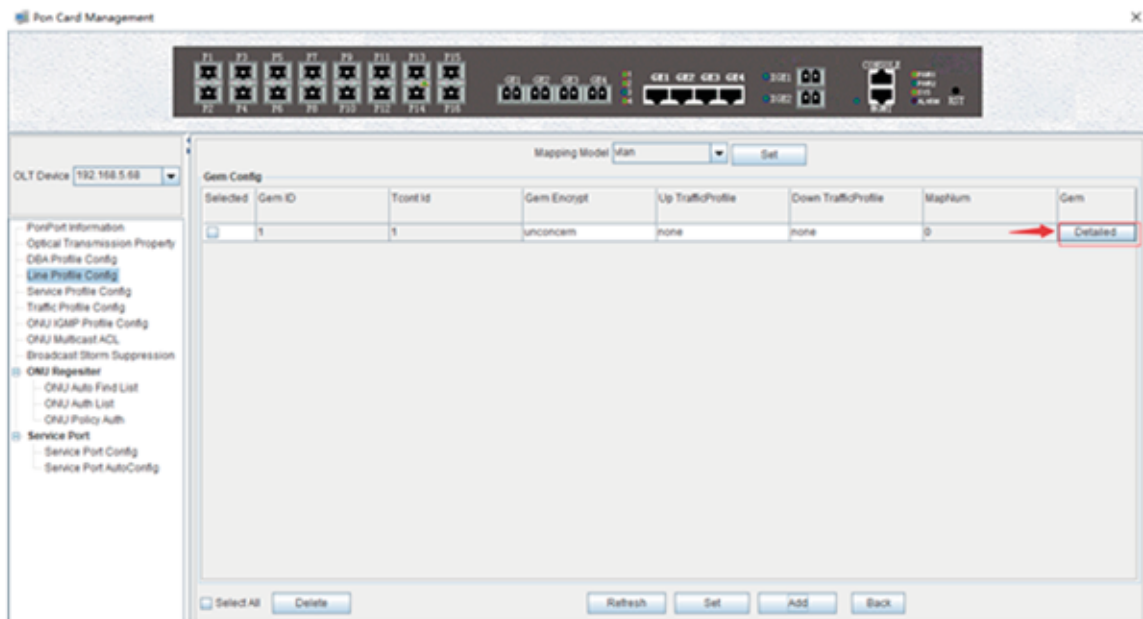 Pon Card Management
P1 P3 P5 P7 P9 P11 P13 P15
P2 P4 P6 P8 P10 P12 P14 P16
GE1 GE2 GE3 GE4
GE1 GE2 GE3 GE4
XGE1
XGE2
CONSOLE
RST
OLT Device 192.168.5.68
Mapping Model vlan Set
Gem Config
Selected Gem ID Tcont Id Gem Encrypt Up TrafficProfile Down TrafficProfile MapNum Gem
1 1 unconcern none none 0 Detailed
PonPort Information
Optical Transmission Property
DBA Profile Config
Line Profile Config
Service Profile Config
Traffic Profile Config
ONU IGMP Profile Config
ONU Multicast ACL
Broadcast Storm Suppression
ONU Regesiter
ONU Auto Find List
ONU Auth List
ONU Policy Auth
Service Port
Service Port Config
Service Port AutoConfig
Select All Delete Refresh Set Add Back